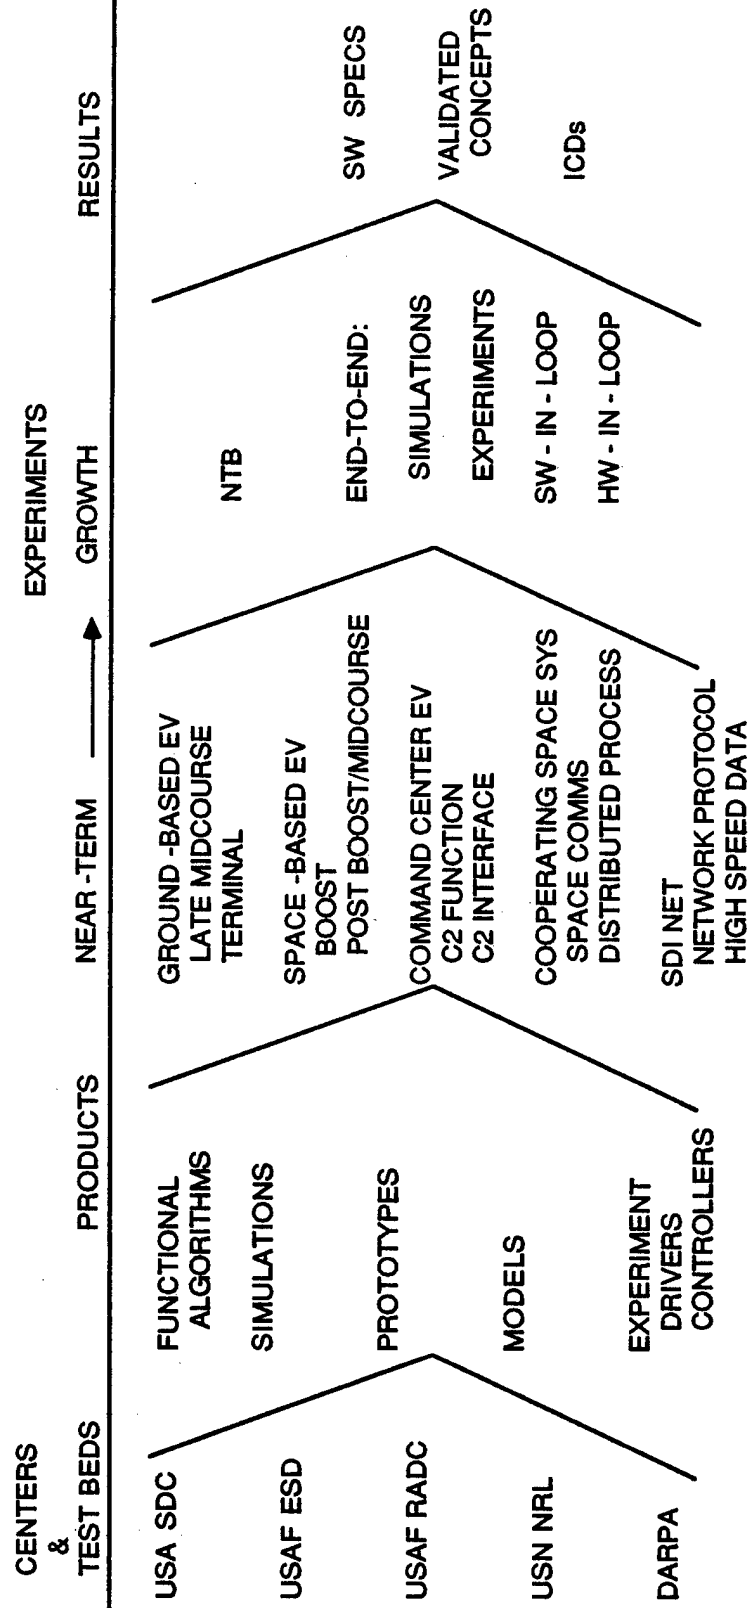 CENTERS
&
TEST BEDS
PRODUCTS
EXPERIMENTS
NEAR -TERM
GROWTH
RESULTS
USA SDC
USAF ESD
USAF RADC
USN NRL
DARPA
FUNCTIONAL
ALGORITHMS
SIMULATIONS
PROTOTYPES
MODELS
EXPERIMENT
DRIVERS
CONTROLLERS
GROUND -BASED EV
LATE MIDCOURSE
TERMINAL
SPACE -BASED EV
BOOST
POST BOOST/MIDCOURSE
COMMAND CENTER EV
C2 FUNCTION
C2 INTERFACE
COOPERATING SPACE SYS
SPACE COMMS
DISTRIBUTED PROCESS
SDI NET
NETWORK PROTOCOL
HIGH SPEED DATA
NTB
END-TO-END:
SIMULATIONS
EXPERIMENTS
SW - IN - LOOP
HW - IN - LOOP
SW SPECS
VALIDATED
CONCEPTS
ICDs